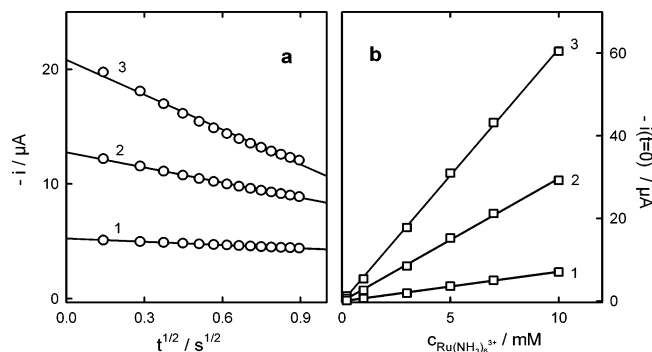 a
- i / µA
20
10
0
3
2
1
0.0 0.3 0.6 0.9
t1/2 / s1/2
b
- i(t=0) / µA
60
40
20
0
3
2
1
0 5 10
cRu(NH3)63+ / mM